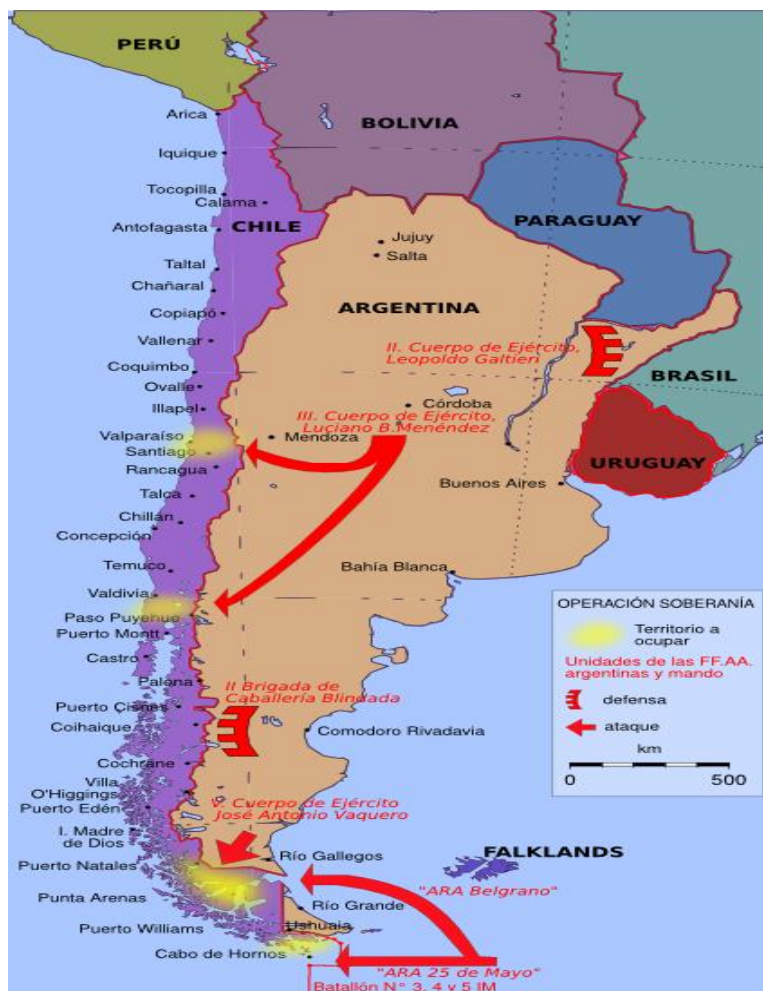 PERÚ
BOLIVIA
PARAGUAY
CHILE
ARGENTINA
BRASIL
URUGUAY
FALKLANDS
Arica
Iquique
Tocopilla
Calama
Antofagasta
Taltal
Chañaral
Copiapó
Vallenar
Coquimbo
Ovalle
Illapel
Valparaíso
Santiago
Rancagua
Talca
Chillán
Concepción
Temuco
Valdivia
Paso Puyehue
Puerto Montt
Castro
Palena
Puerto Cisnes
Coihaique
Cochrane
Villa
O'Higgings
Puerto Edén
I. Madre
de Dios
Puerto Natales
Punta Arenas
Puerto Williams
Cabo de Hornos
Jujuy
Salta
Córdoba
Mendoza
Buenos Aires
Bahía Blanca
Comodoro Rivadavia
Río Gallegos
Río Grande
Ushuaia
II. Cuerpo de Ejército,
Leopoldo Galtieri
III. Cuerpo de Ejército,
Luciano B.Menéndez
II Brigada de
Caballería Blindada
V. Cuerpo de Ejército
José Antonio Vaquero
"ARA Belgrano"
"ARA 25 de Mayo"
Batallón N° 3, 4 y 5 IM
OPERACIÓN SOBERANÍA
Territorio a
ocupar
Unidades de las FF.AA.
argentinas y mando
defensa
ataque
km
0 500